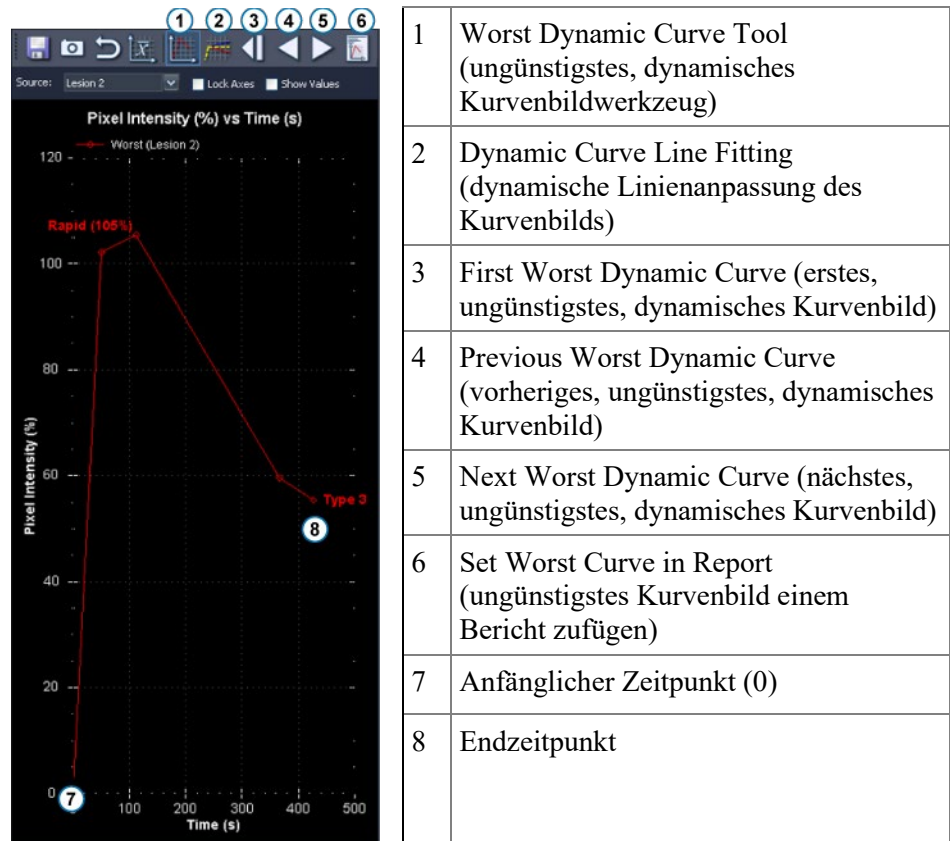 1 2 3 4 5 6
Source: Lesion 2 Lock Axes Show Values
Pixel Intensity (%) vs Time (s)
Worst (Lesion 2)
120
Rapid (105%)
100
80
60
Type 3
8
40
20
0
7
100 200 300 400 500
Time (s)
Pixel Intensity (%)
1 Worst Dynamic Curve Tool
(ungünstigstes, dynamisches
Kurvenbildwerkzeug)
2 Dynamic Curve Line Fitting
(dynamische Linienanpassung des
Kurvenbilds)
3 First Worst Dynamic Curve (erstes,
ungünstigstes, dynamisches Kurvenbild)
4 Previous Worst Dynamic Curve
(vorheriges, ungünstigstes, dynamisches
Kurvenbild)
5 Next Worst Dynamic Curve (nächstes,
ungünstigstes, dynamisches Kurvenbild)
6 Set Worst Curve in Report
(ungünstigstes Kurvenbild einem
Bericht zufügen)
7 Anfänglicher Zeitpunkt (0)
8 Endzeitpunkt